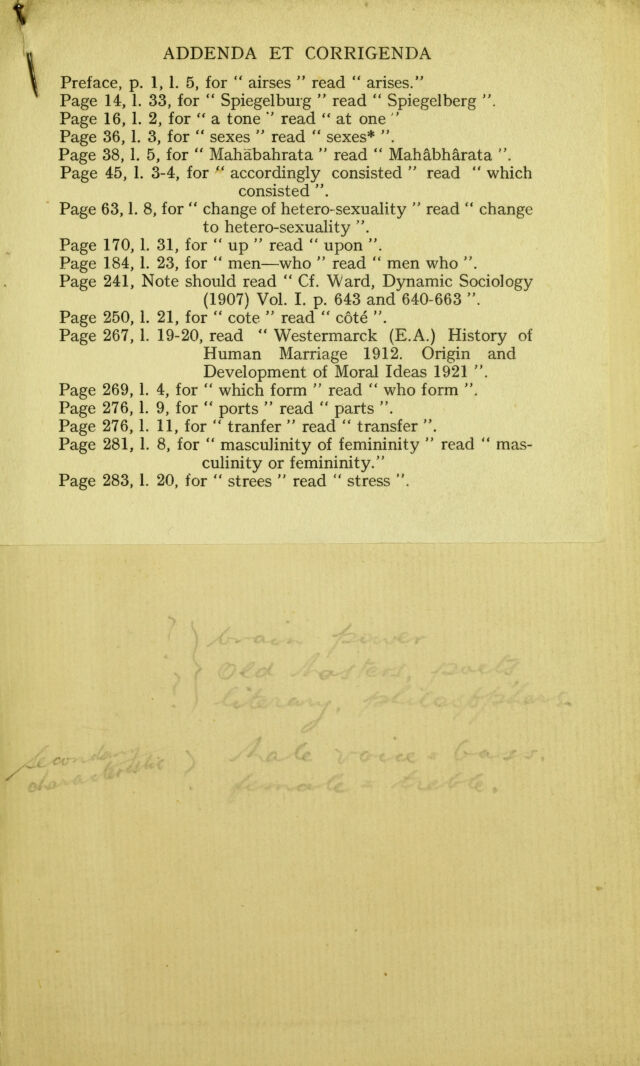 ADDENDA ET CORRIGENDA
Preface, p. 1, l. 5, for “ airses ” read “ arises.”
Page 14, l. 33, for “ Spiegelburg ” read “ Spiegelberg ”.
Page 16, l. 2, for “ a tone ” read “ at one ”
Page 36, l. 3, for “ sexes ” read “ sexes* ”.
Page 38, l. 5, for “ Mahābahrata ” read “ Mahâbhârata ”.
Page 45, l. 3-4, for “ accordingly consisted ” read “ which
consisted ”.
Page 63, l. 8, for “ change of hetero-sexuality ” read “ change
to hetero-sexuality ”.
Page 170, l. 31, for “ up ” read “ upon ”.
Page 184, l. 23, for “ men—who ” read “ men who ”.
Page 241, Note should read “ Cf. Ward, Dynamic Sociology
(1907) Vol. I. p. 643 and 640-663 ”.
Page 250, l. 21, for “ cote ” read “ côté ”.
Page 267, l. 19-20, read “ Westermarck (E.A.) History of
Human Marriage 1912. Origin and
Development of Moral Ideas 1921 ”.
Page 269, l. 4, for “ which form ” read “ who form ”.
Page 276, l. 9, for “ ports ” read “ parts ”.
Page 276, l. 11, for “ tranfer ” read “ transfer ”.
Page 281, l. 8, for “ masculinity of femininity ” read “ mas-
culinity or femininity.”
Page 283, l. 20, for “ strees ” read “ stress ”.
? } brain power
? } Old Masters, poets,
literary, philosophers.
Secondary
characteristic } Male voice = bass.
female = treble.